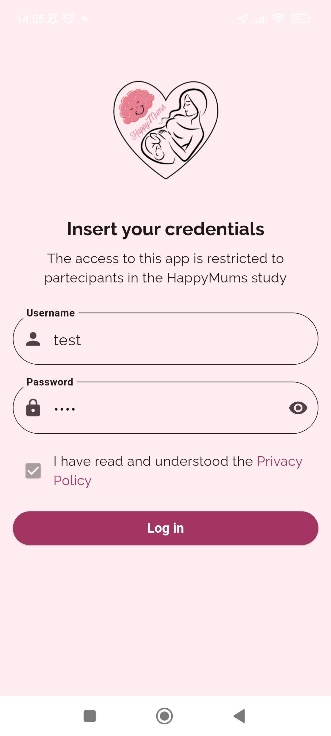 14:56
HappyMums
Insert your credentials
The access to this app is restricted to
partecipants in the HappyMums study
Username
test
Password
••••
I have read and understood the Privacy
Policy
Log in